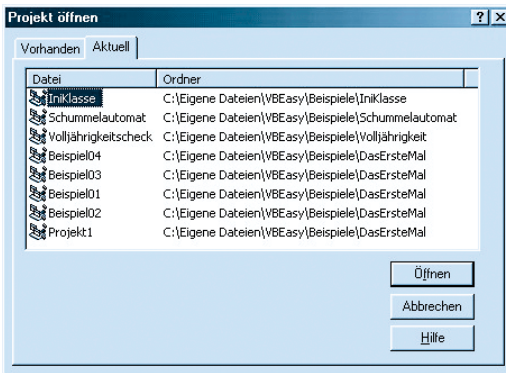 Projekt öffnen
Vorhanden Aktuell
Datei Ordner
IniKlasse C:\Eigene Dateien\VBEasy\Beispiele\IniKlasse
Schummelautomat C:\Eigene Dateien\VBEasy\Beispiele\Schummelautomat
Volljährigkeitscheck C:\Eigene Dateien\VBEasy\Beispiele\Volljährigkeit
Beispiel04 C:\Eigene Dateien\VBEasy\Beispiele\DasErsteMal
Beispiel03 C:\Eigene Dateien\VBEasy\Beispiele\DasErsteMal
Beispiel01 C:\Eigene Dateien\VBEasy\Beispiele\DasErsteMal
Beispiel02 C:\Eigene Dateien\VBEasy\Beispiele\DasErsteMal
Projekt1 C:\Eigene Dateien\VBEasy\Beispiele\DasErsteMal
Öffnen
Abbrechen
Hilfe